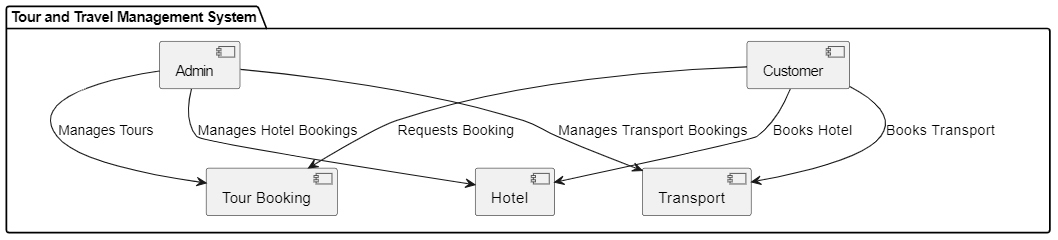 Tour and Travel Management System
Admin
Customer
Manages Tours
Manages Hotel Bookings
Requests Booking
Manages Transport Bookings
Books Hotel
Books Transport
Tour Booking
Hotel
Transport